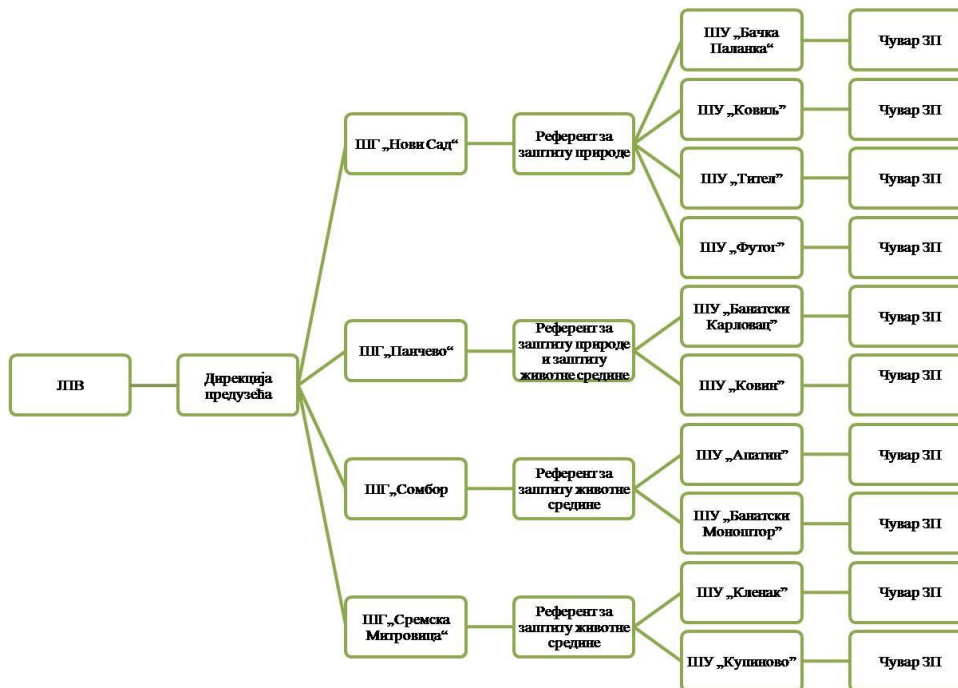 ЈПВ
Дирекција
предузећа
ШГ „Нови Сад“
Референт за
заштиту природе
ШУ „Бачка
Паланка“
Чувар ЗП
ШУ „Ковиљ”
Чувар ЗП
ШУ „Тител”
Чувар ЗП
ШУ „Футог”
Чувар ЗП
ШГ„Панчево“
Референт за
заштиту природе
и заштиту
животне средине
ШУ „Банатски
Карловац”
Чувар ЗП
ШУ „Ковин”
Чувар ЗП
ШГ„Сомбор
Референт за
заштиту животне
средине
ШУ „Апатин”
Чувар ЗП
ШУ „Банатски
Моноштор”
Чувар ЗП
ШГ„Сремска
Митровица“
Референт за
заштиту животне
средине
ШУ „Кленак”
Чувар ЗП
ШУ „Купиново”
Чувар ЗП